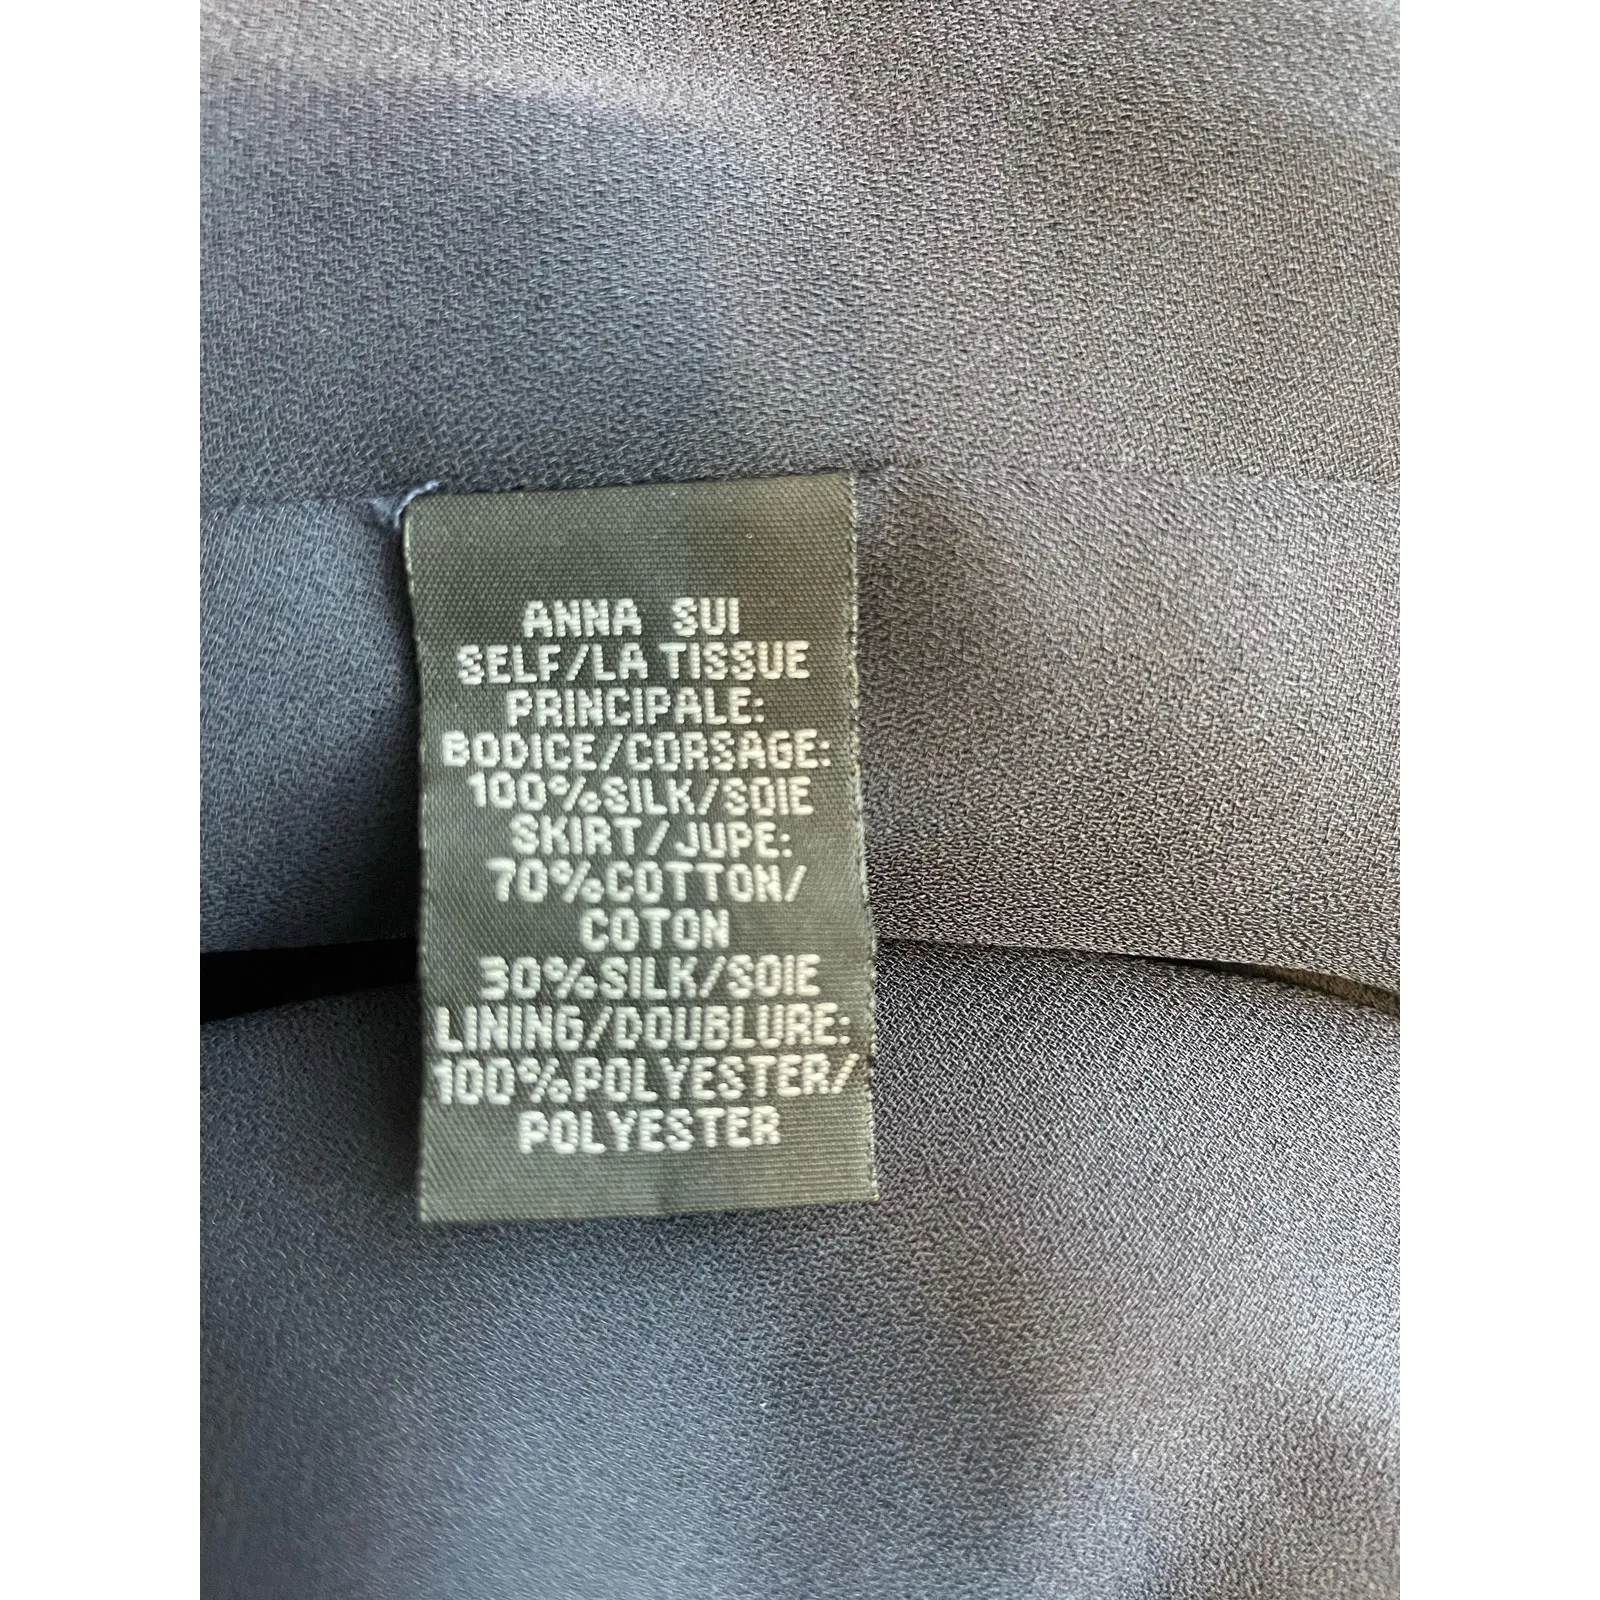 ANNA SUI
SELF/LA TISSUE
PRINCIPALE:
BODICE/CORSAGE:
100%SILK/SOIE
SKIRT/JUPE:
70%COTTON/
COTON
30%SILK/SOIE
LINING/DOUBLURE:
100%POLYESTER/
POLYESTER